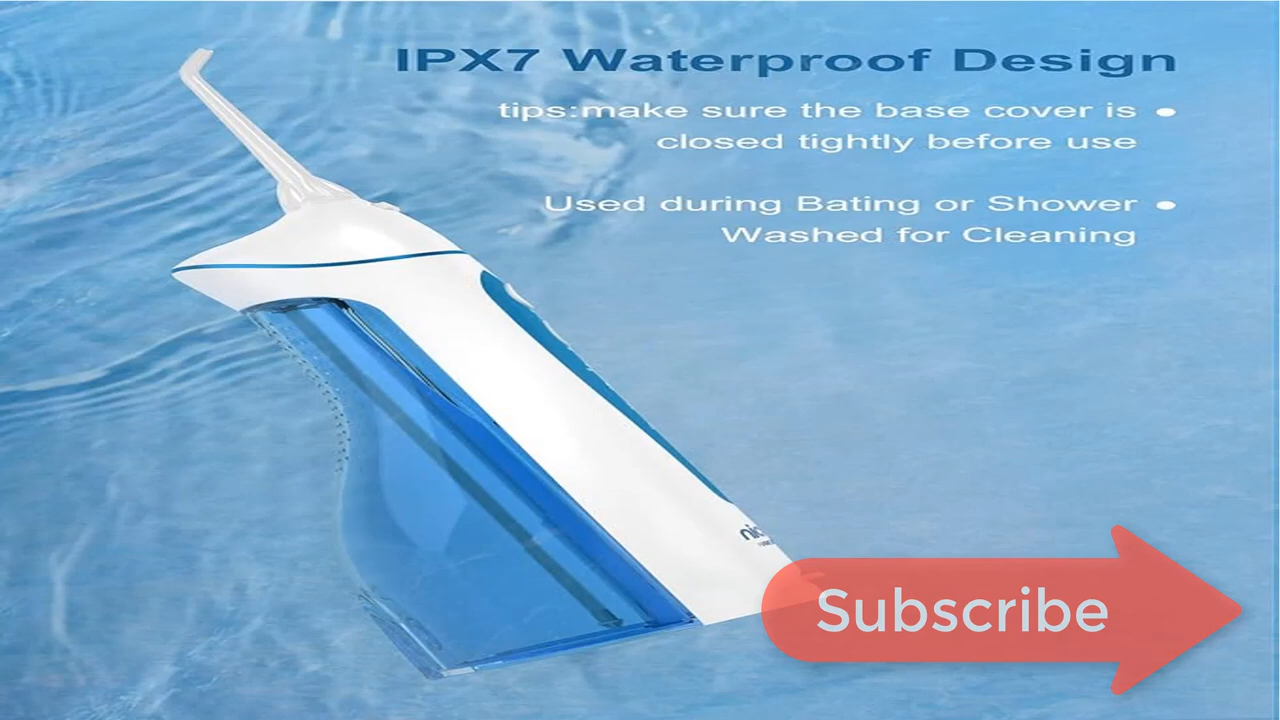 IPX7 Waterproof Design
tips:make sure the base cover is •
closed tightly before use
Used during Bating or Shower •
Washed for Cleaning
Subscribe